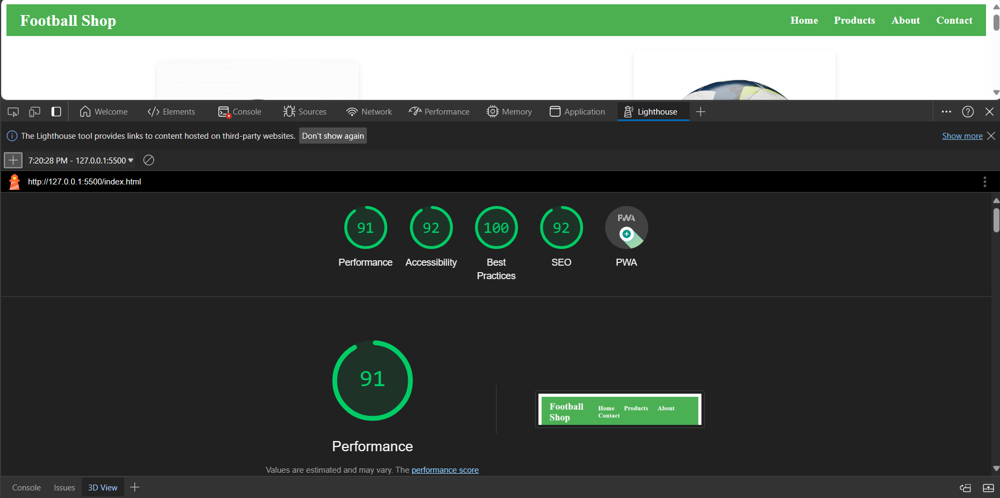 Football Shop
Home Products About Contact
Welcome Elements Console Sources Network Performance Memory Application Lighthouse
The Lighthouse tool provides links to content hosted on third-party websites. Don't show again Show more
7:20:28 PM - 127.0.0.1:5500
http://127.0.0.1:5500/index.html
91 92 100 92 PWA
Performance Accessibility Best Practices SEO PWA
91
Performance
Values are estimated and may vary. The performance score
Football Shop
Home Products About
Contact
Console Issues 3D View